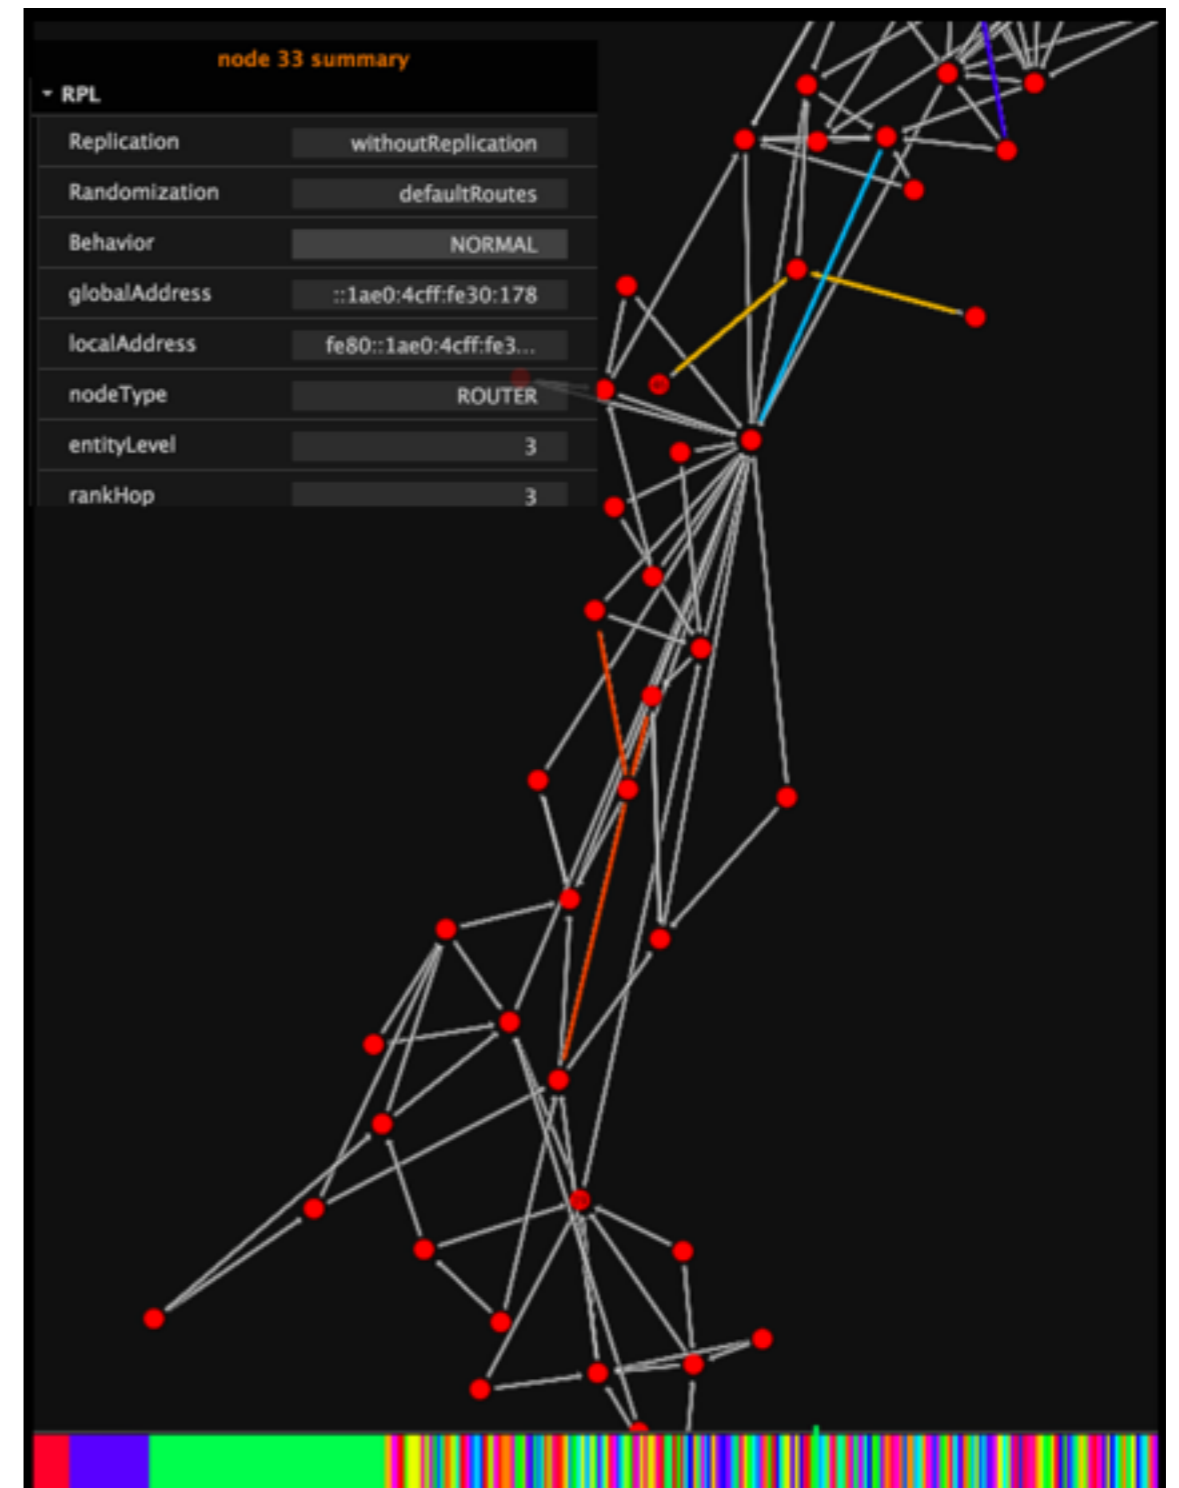 node 33 summary
RPL
Replication withoutReplication
Randomization defaultRoutes
Behavior NORMAL
globalAddress ::1ae0:4cff:fe30:178
localAddress fe80::1ae0:4cff:fe3...
nodeType ROUTER
entityLevel 3
rankHop 3